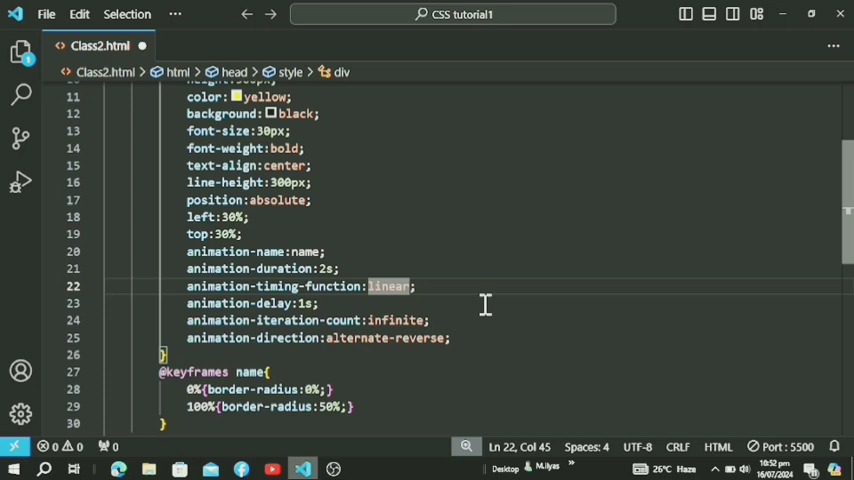 File Edit Selection ··· CSS tutorial1
Class2.html
Class2.html > html > head > style > div
11 color: yellow;
12 background: black;
13 font-size:30px;
14 font-weight:bold;
15 text-align:center;
16 line-height:300px;
17 position:absolute;
18 left:30%;
19 top:30%;
20 animation-name:name;
21 animation-duration:2s;
22 animation-timing-function:linear;
23 animation-delay:1s;
24 animation-iteration-count:infinite;
25 animation-direction:alternate-reverse;
26 }
27 @keyframes name{
28 0%{border-radius:0%;}
29 100%{border-radius:50%;}
30 }
0 0 0 Ln 22, Col 45 Spaces: 4 UTF-8 CRLF HTML Port : 5500
Desktop M.ilyas 26°C Haze 10:52 pm
16/07/2024